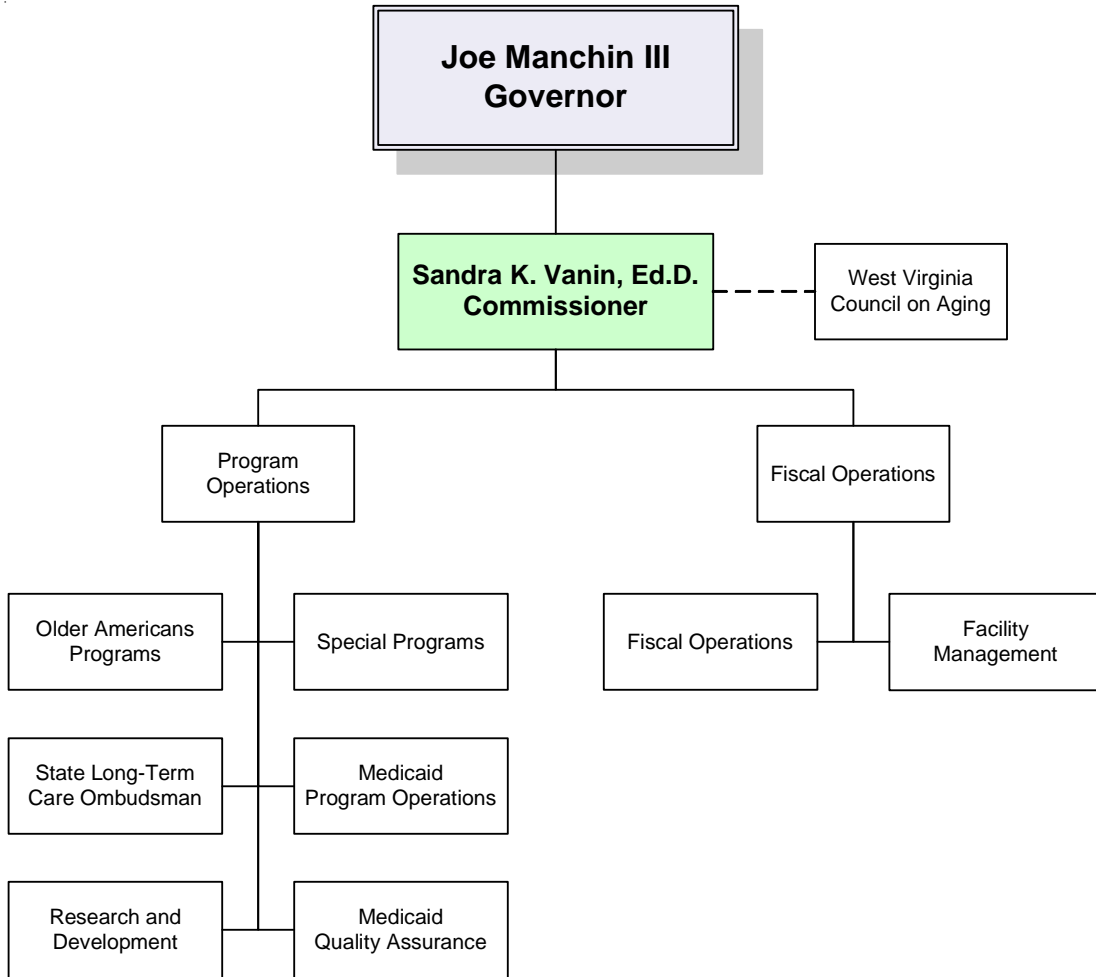 Joe Manchin III
Governor
Sandra K. Vanin, Ed.D.
Commissioner
West Virginia
Council on Aging
Program
Operations
Fiscal Operations
Older Americans
Programs
Special Programs
Fiscal Operations
Facility
Management
State Long-Term
Care Ombudsman
Medicaid
Program Operations
Research and
Development
Medicaid
Quality Assurance